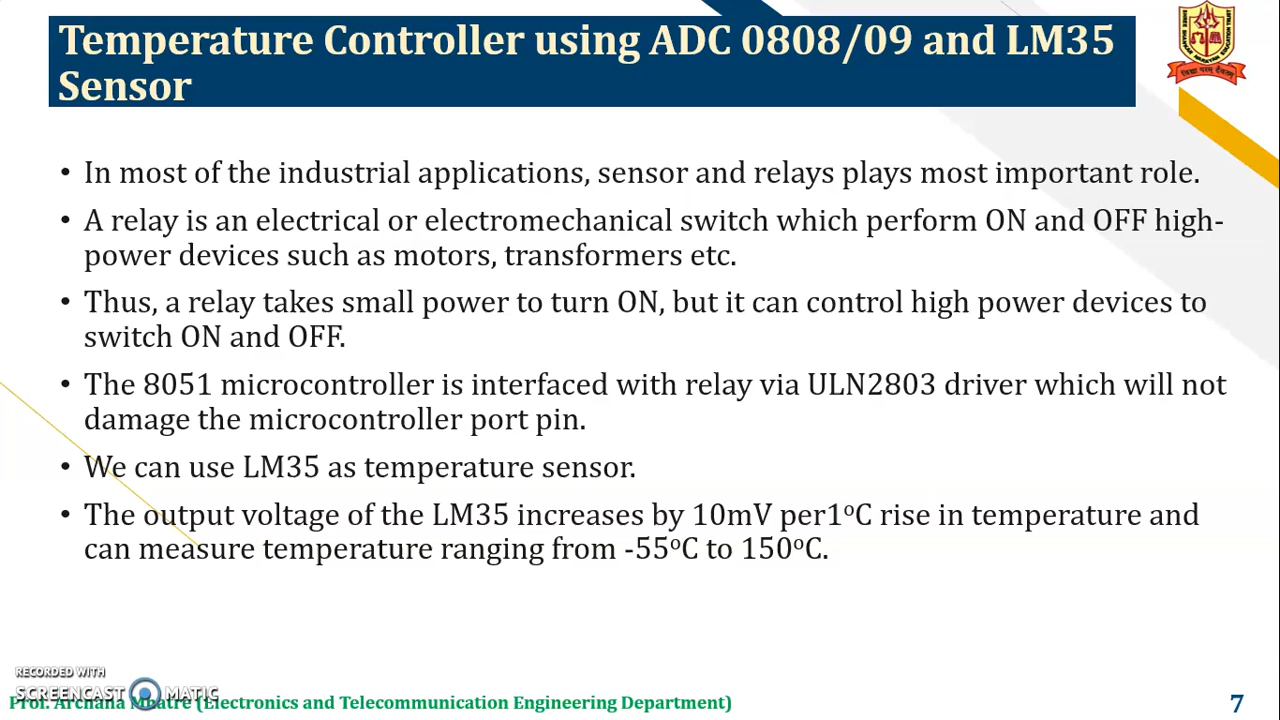 Temperature Controller using ADC 0808/09 and LM35
Sensor
• In most of the industrial applications, sensor and relays plays most important role.
• A relay is an electrical or electromechanical switch which perform ON and OFF high-
power devices such as motors, transformers etc.
• Thus, a relay takes small power to turn ON, but it can control high power devices to
switch ON and OFF.
• The 8051 microcontroller is interfaced with relay via ULN2803 driver which will not
damage the microcontroller port pin.
• We can use LM35 as temperature sensor.
• The output voltage of the LM35 increases by 10mV per1°C rise in temperature and
can measure temperature ranging from -55°C to 150°C.
RECORDED WITH
SCREENCAST MATIC
Prof. Archana Mhatre (Electronics and Telecommunication Engineering Department)
7